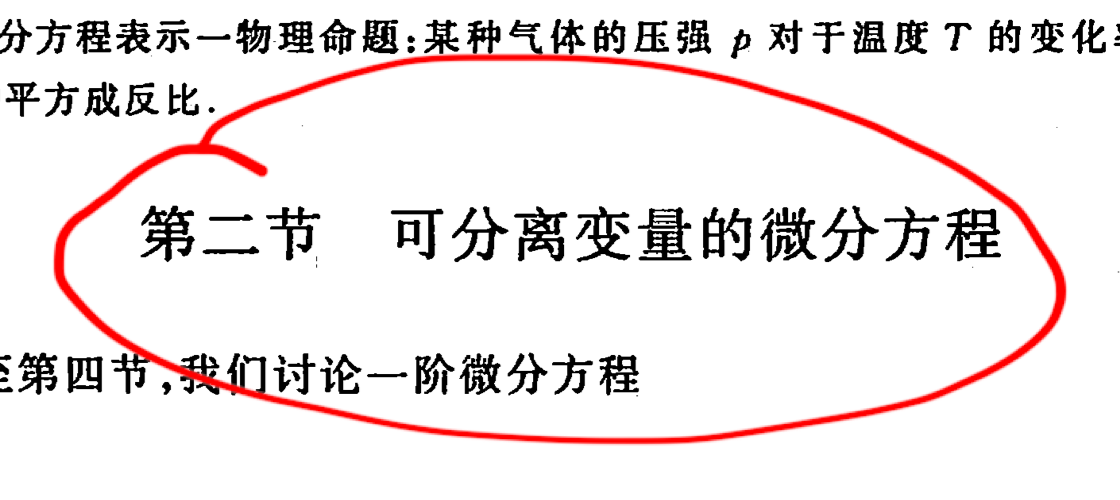 分方程表示一物理命题:某种气体的压强 p 对于温度 T 的变化
平方成反比.
第二节 可分离变量的微分方程
至第四节,我们讨论一阶微分方程